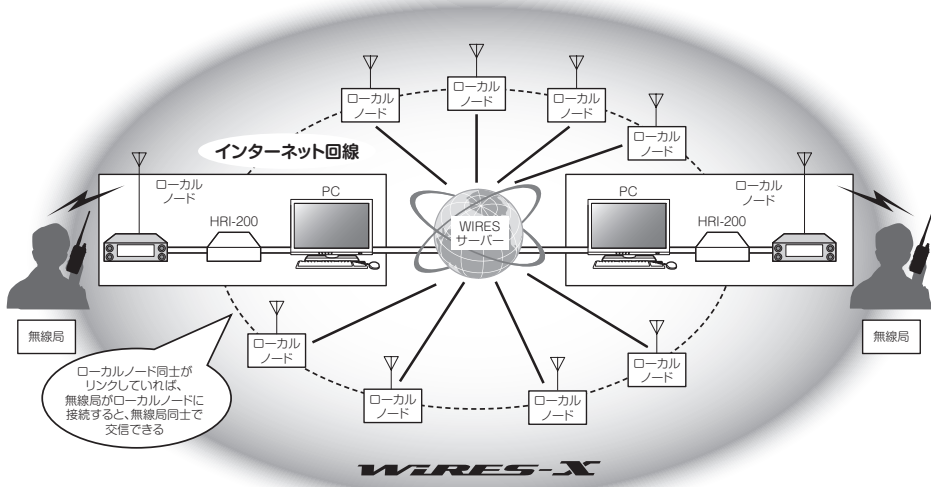 ローカル
ノード
ローカル
ノード
ローカル
ノード
ローカル
ノード
インターネット回線
ローカル
ノード
HRI-200
PC
WIRES
サーバー
PC
HRI-200
ローカル
ノード
無線局
無線局
ローカル
ノード
ローカル
ノード
ローカル
ノード
ローカル
ノード
ローカルノード同士が
リンクしていれば、
無線局がローカルノードに
接続すると、無線局同士で
交信できる
WiRES-X